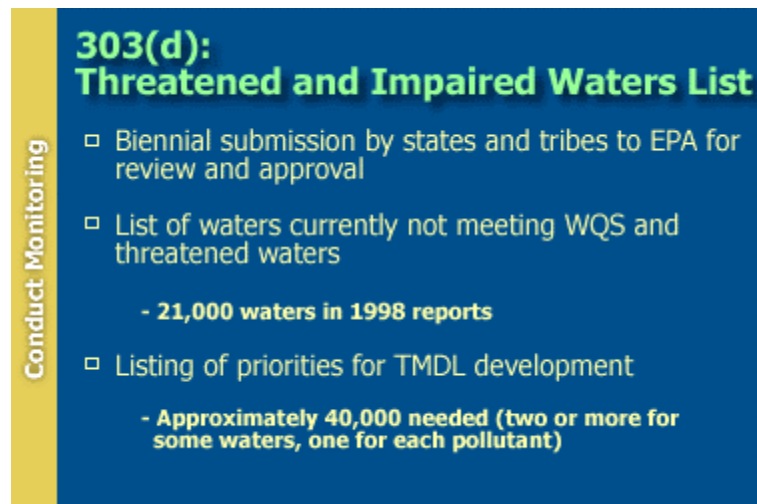 303(d):
Threatened and Impaired Waters List
Conduct Monitoring
Biennial submission by states and tribes to EPA for
review and approval
List of waters currently not meeting WQS and
threatened waters
- 21,000 waters in 1998 reports
Listing of priorities for TMDL development
- Approximately 40,000 needed (two or more for
some waters, one for each pollutant)